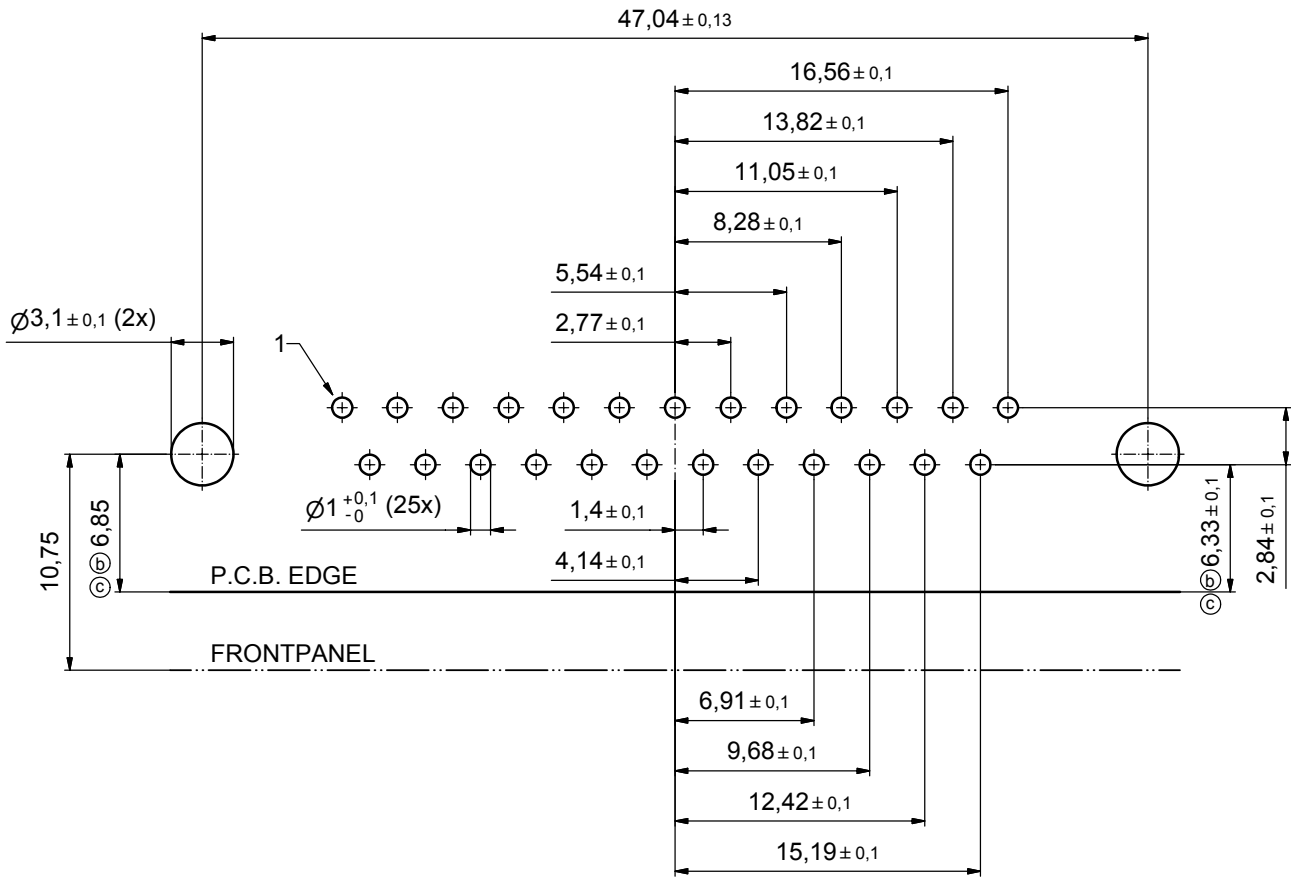 47,04 ± 0,13
16,56 ± 0,1
13,82 ± 0,1
11,05 ± 0,1
8,28 ± 0,1
5,54 ± 0,1
2,77 ± 0,1
Ø3,1 ± 0,1 (2x)
1
Ø1 +0,1 -0 (25x)
1,4 ± 0,1
4,14 ± 0,1
10,75
ⓒ ⓑ 6,85
ⓒ ⓑ 6,33 ± 0,1
2,84 ± 0,1
P.C.B. EDGE
FRONTPANEL
6,91 ± 0,1
9,68 ± 0,1
12,42 ± 0,1
15,19 ± 0,1